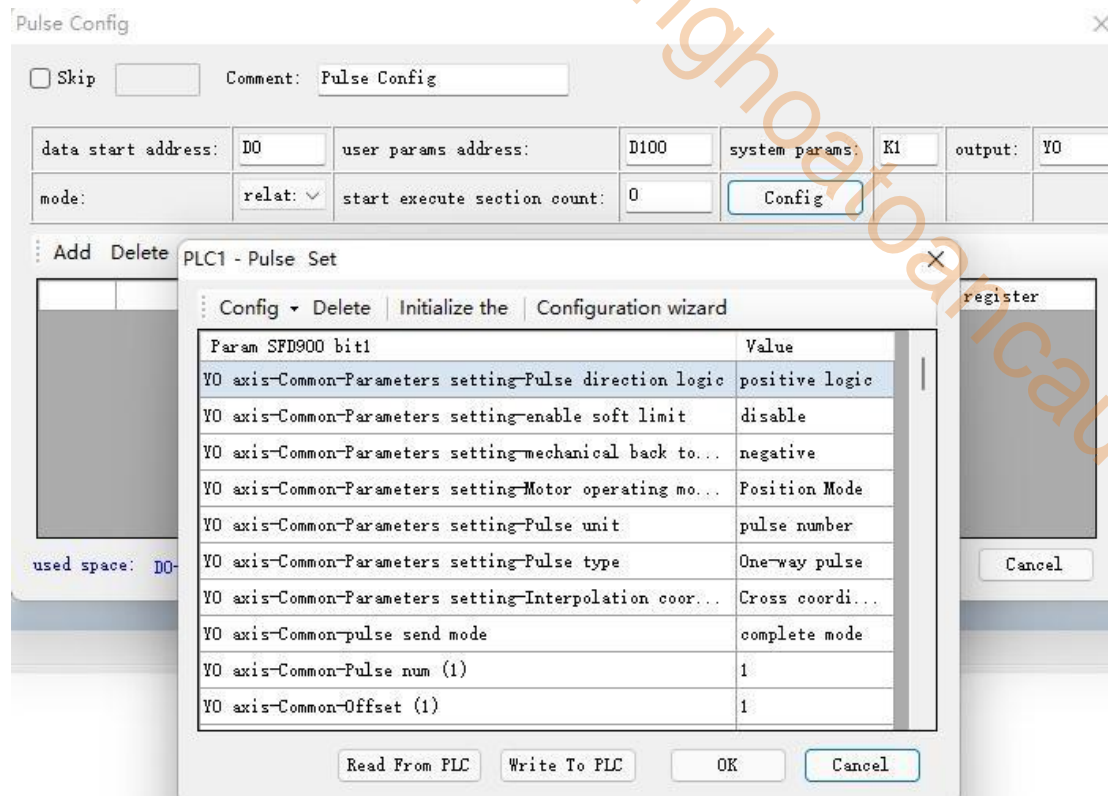 Pulse Config
Skip Comment: Pulse Config
data start address: D0 user params address: D100 system params: K1 output: Y0
mode: relat: start execute section count: 0 Config
Add Delete
PLC1 - Pulse Set
register
Config Delete Initialize the Configuration wizard
Param SFD900 bit1 Value
Y0 axis-Common-Parameters setting-Pulse direction logic positive logic
Y0 axis-Common-Parameters setting-enable soft limit disable
Y0 axis-Common-Parameters setting-mechanical back to... negative
Y0 axis-Common-Parameters setting-Motor operating mo... Position Mode
Y0 axis-Common-Parameters setting-Pulse unit pulse number
Y0 axis-Common-Parameters setting-Pulse type One-way pulse
Y0 axis-Common-Parameters setting-Interpolation coor... Cross coordi...
Y0 axis-Common-pulse send mode complete mode
Y0 axis-Common-Pulse num (1) 1
Y0 axis-Common-Offset (1) 1
used space: D0-
Cancel
Read From PLC Write To PLC OK Cancel
nghoatoancau